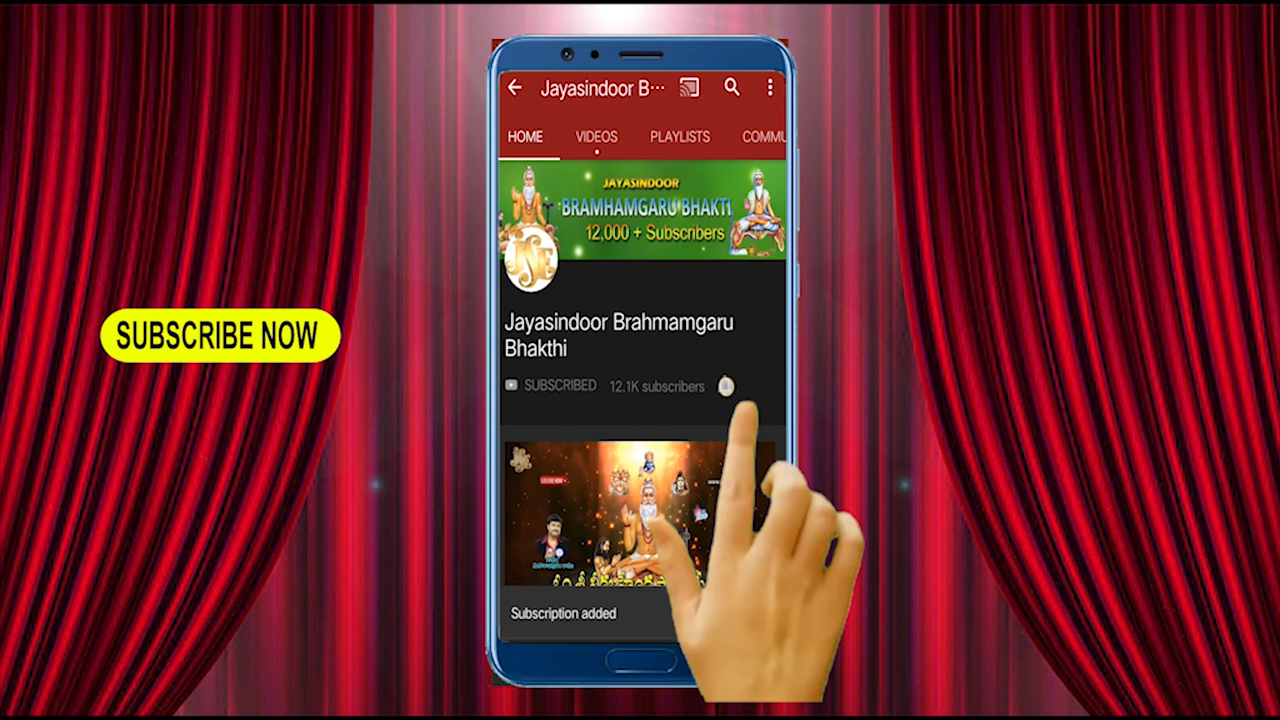 Jayasindoor B...
HOME VIDEOS PLAYLISTS COMMU
JAYASINDOOR
BRAMHAMGARU BHAKTI
12,000 + Subscribers
JSE
Jayasindoor Brahmamgaru
Bhakthi
SUBSCRIBE NOW
SUBSCRIBED 12.1K subscribers
Subscription added